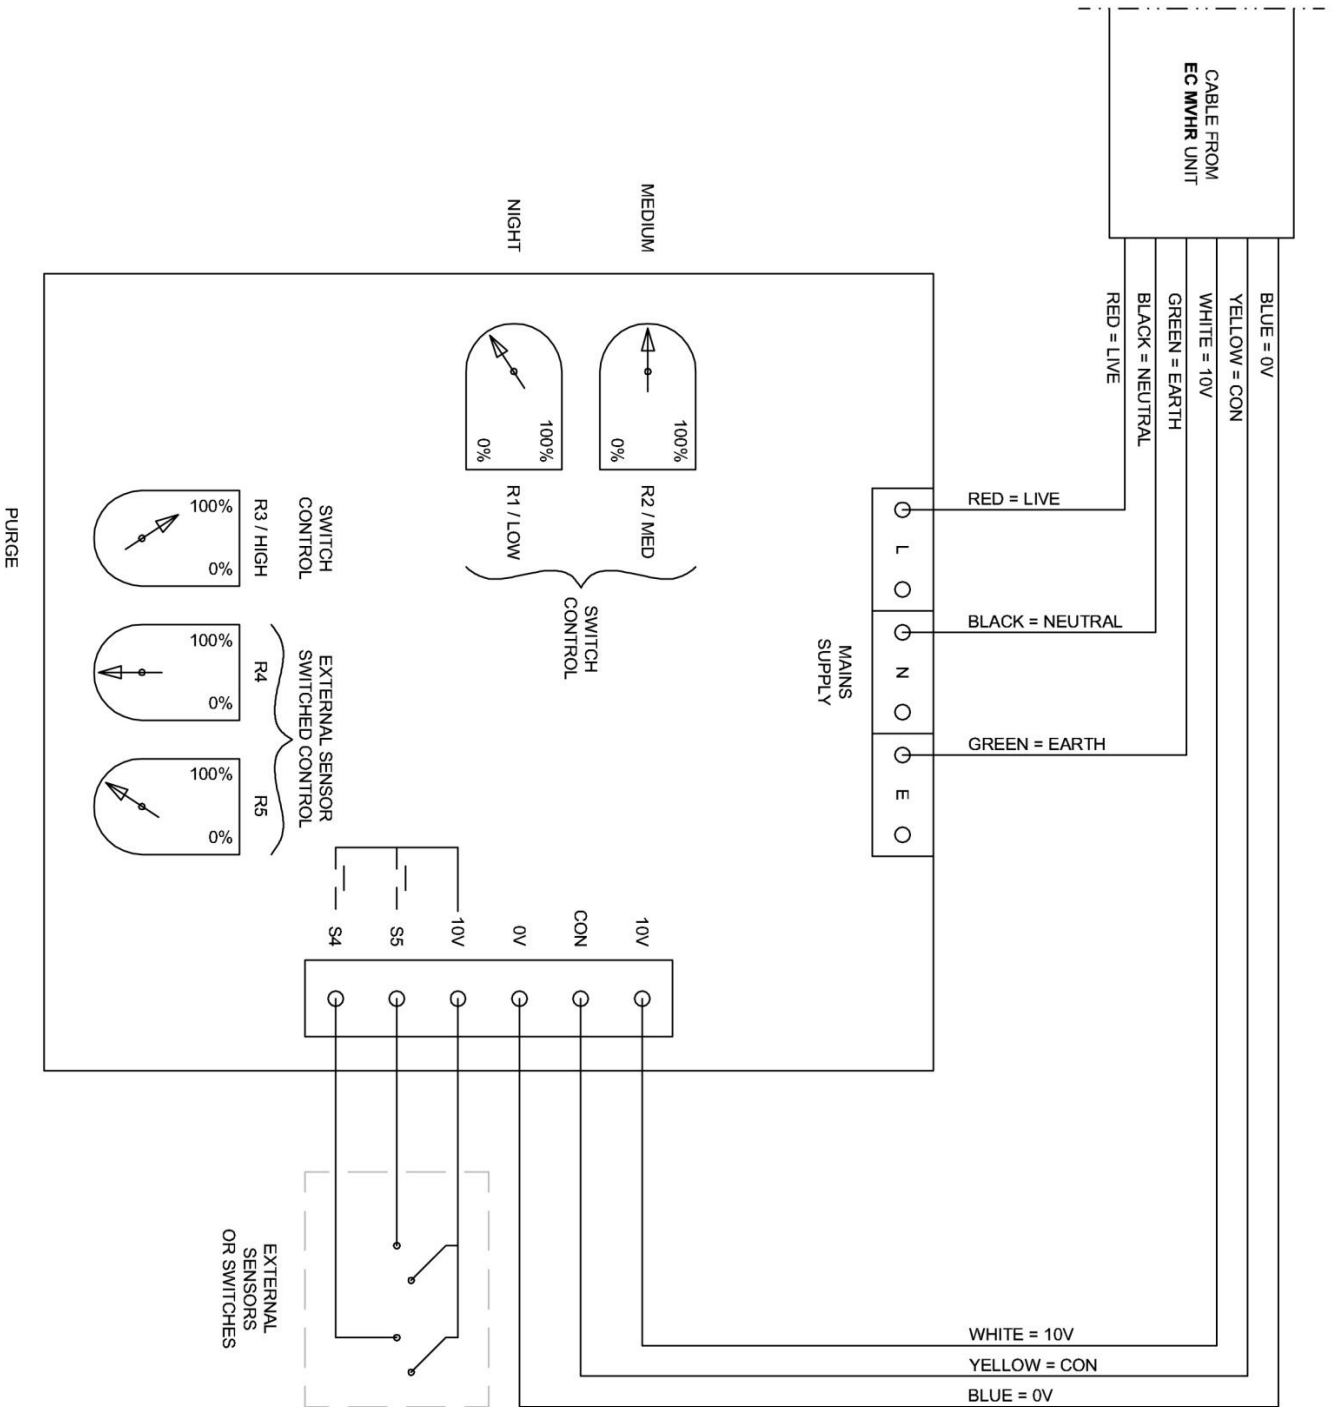 CABLE FROM
EC MVHR UNIT
BLUE = 0V
YELLOW = CON
WHITE = 10V
GREEN = EARTH
BLACK = NEUTRAL
RED = LIVE
MEDIUM
NIGHT
100%
0%
R2 / MED
100%
0%
R1 / LOW
SWITCH
CONTROL
RED = LIVE
L
BLACK = NEUTRAL
N
GREEN = EARTH
E
MAINS
SUPPLY
PURGE
SWITCH
CONTROL
R3 / HIGH
100%
0%
EXTERNAL SENSOR
SWITCHED CONTROL
R4
100%
0%
R5
100%
0%
10V
CON
0V
10V
S5
S4
EXTERNAL
SENSORS
OR SWITCHES
WHITE = 10V
YELLOW = CON
BLUE = 0V